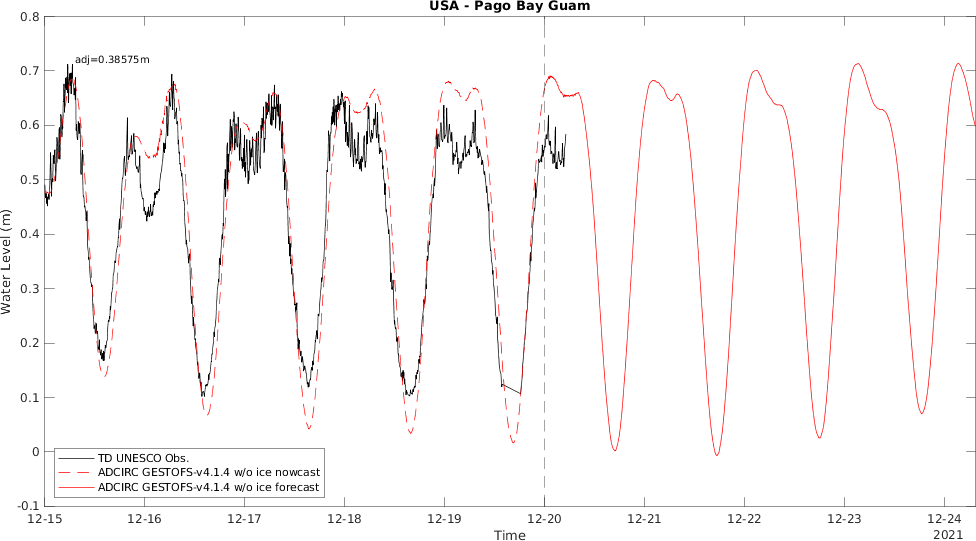 USA - Pago Bay Guam
adj=0.38575m
Water Level (m)
0.8
0.7
0.6
0.5
0.4
0.3
0.2
0.1
0
-0.1
TD UNESCO Obs.
ADCIRC GESTOFS-v4.1.4 w/o ice nowcast
ADCIRC GESTOFS-v4.1.4 w/o ice forecast
12-15 12-16 12-17 12-18 12-19 12-20 12-21 12-22 12-23 12-24
Time
2021